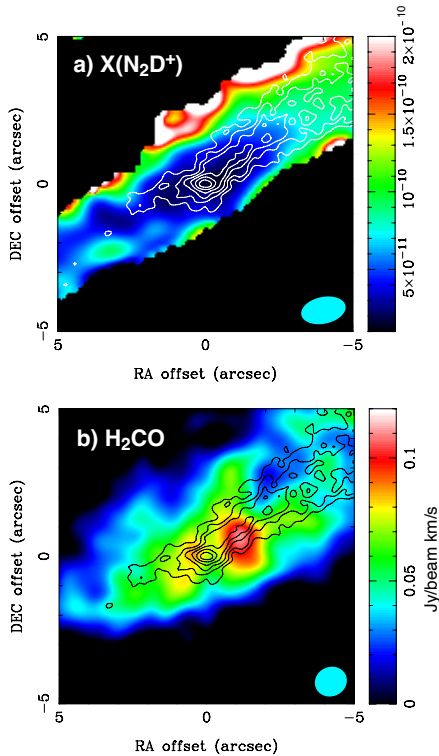 a) X(N₂D⁺)
DEC offset (arcsec)
5
0
-5
5 0 -5
RA offset (arcsec)
5×10⁻¹¹ 10⁻¹⁰ 1.5×10⁻¹⁰ 2×10⁻¹⁰
b) H₂CO
DEC offset (arcsec)
5
0
-5
5 0 -5
RA offset (arcsec)
0 0.05 0.1
Jy/beam km/s